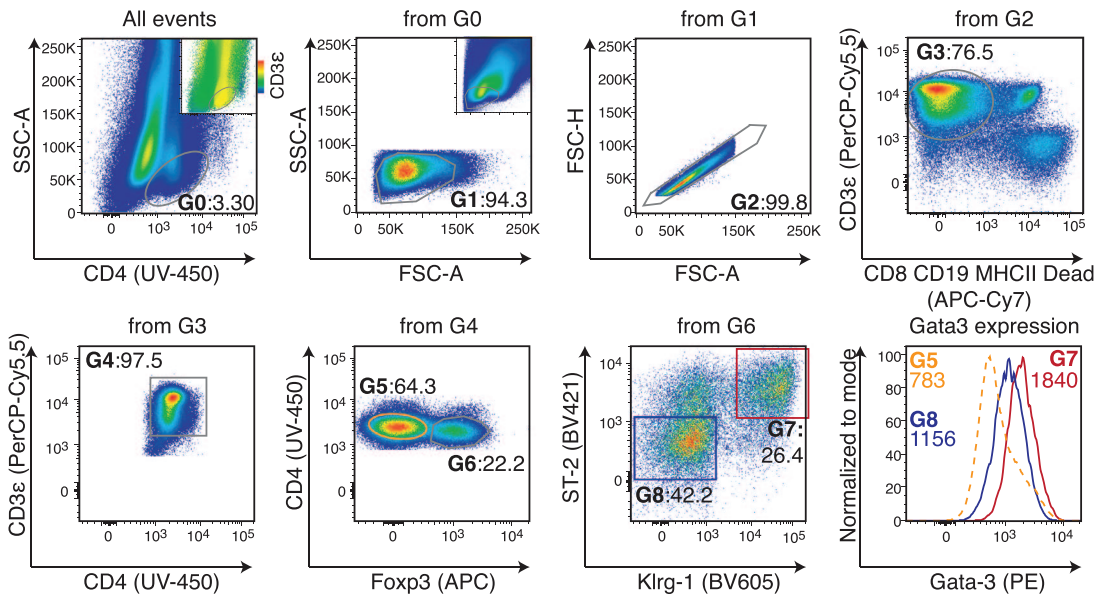 All events
SSC-A
250K
200K
150K
100K
50K
0
CD3ε
G0:3.30
0 10³ 10⁴ 10⁵
CD4 (UV-450)
from G0
SSC-A
250K
200K
150K
100K
50K
0
G1:94.3
0 50K 150K 250K
FSC-A
from G1
FSC-H
250K
200K
150K
100K
50K
0
G2:99.8
0 50K 150K 250K
FSC-A
from G2
CD3ε (PerCP-Cy5.5)
10⁵
10⁴
10³
0
G3:76.5
0 10³ 10⁴ 10⁵
CD8 CD19 MHCII Dead
(APC-Cy7)
from G3
CD3ε (PerCP-Cy5.5)
10⁵
10⁴
10³
0
G4:97.5
0 10³ 10⁴ 10⁵
CD4 (UV-450)
from G4
CD4 (UV-450)
10⁵
10⁴
10³
0
G5:64.3
G6:22.2
0 10³ 10⁴
Foxp3 (APC)
from G6
ST-2 (BV421)
10⁴
10³
0
G7:
26.4
G8:42.2
0 10³ 10⁴ 10⁵
Klrg-1 (BV605)
Gata3 expression
Normalized to mode
100
80
60
40
20
0
G5
783
G7
1840
G8
1156
0 10³ 10⁴
Gata-3 (PE)